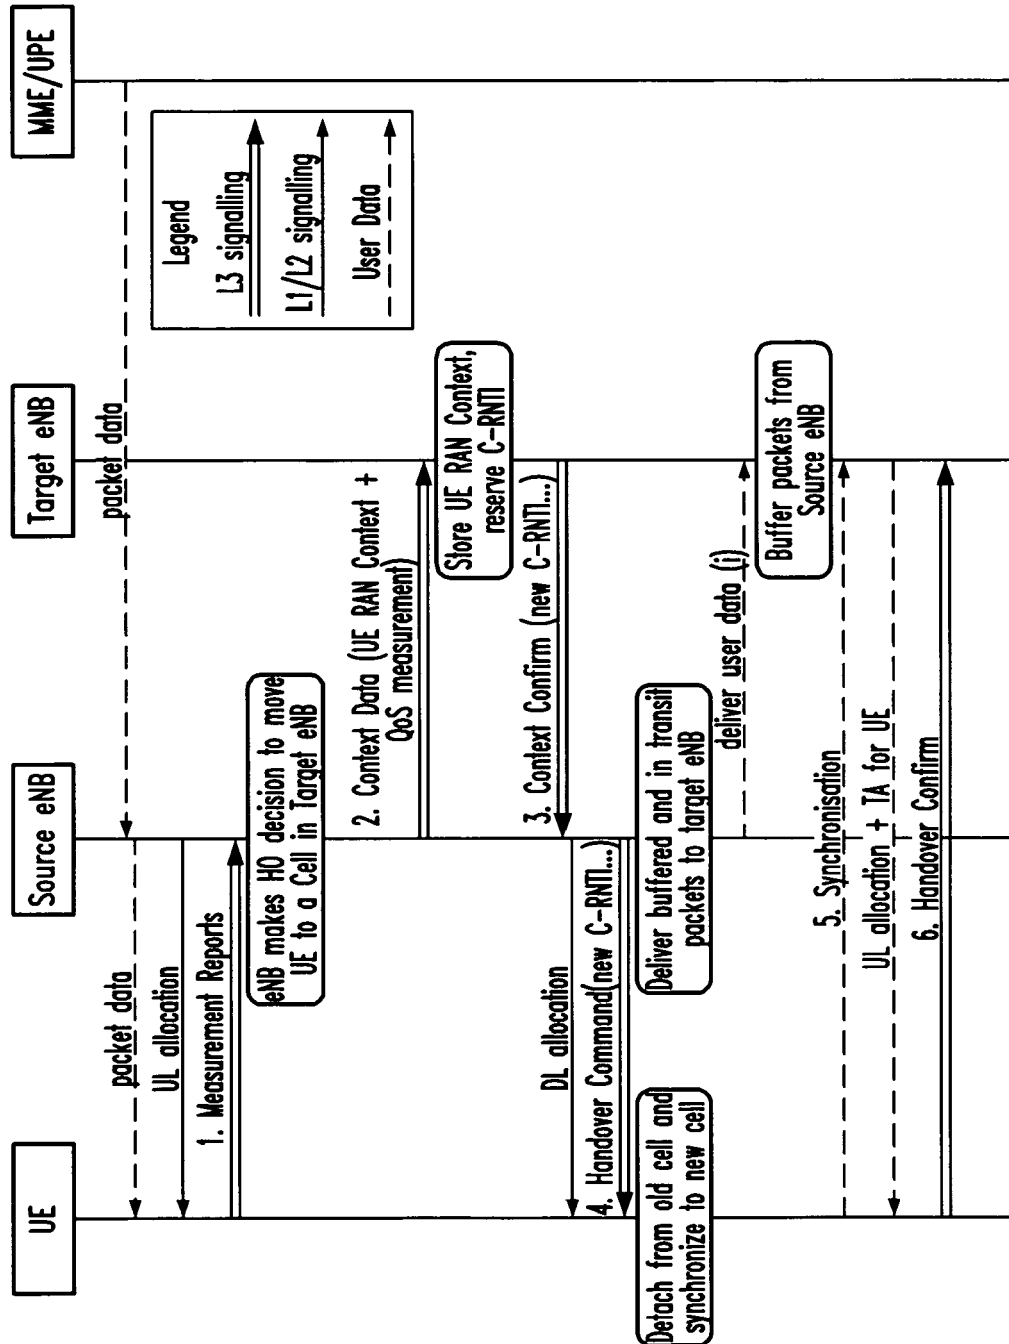 UE
Source eNB
Target eNB
MME/UPE
packet data
packet data
UL allocation
Legend
L3 signalling
L1/L2 signalling
User Data
1. Measurement Reports
eNB makes HO decision to move
UE to a Cell in Target eNB
2. Context Data (UE RAN Context +
QoS measurement)
Store UE RAN Context,
reserve C-RNTI
3. Context Confirm (new C-RNTI...)
DL allocation
4. Handover Command(new C-RNTI...)
Detach from old cell and
synchronize to new cell
Deliver buffered and in transit
packets to target eNB
deliver user data (i)
Buffer packets from
Source eNB
5. Synchronisation
UL allocation + TA for UE
6. Handover Confirm